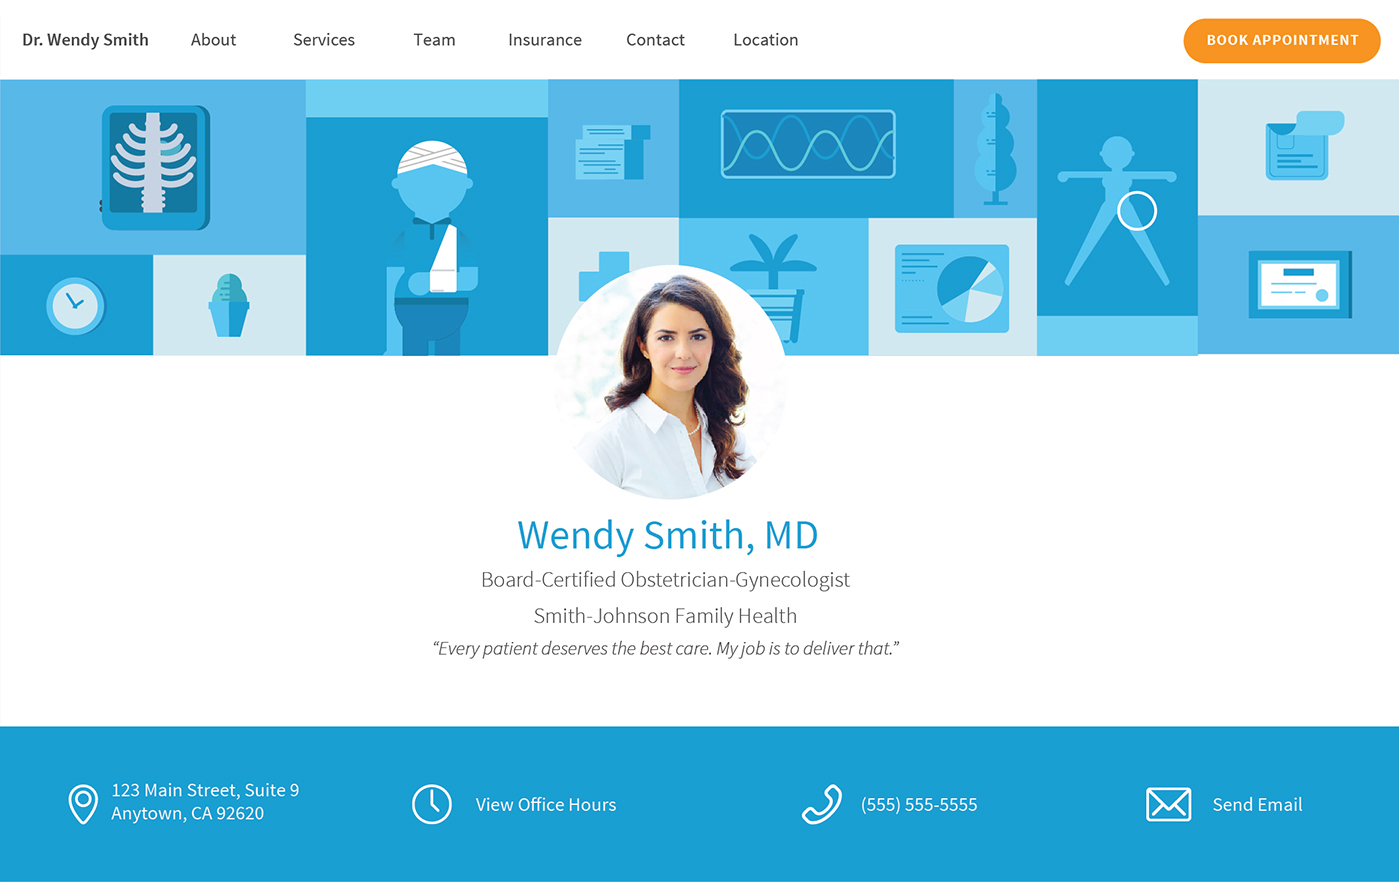 Dr. Wendy Smith About Services Team Insurance Contact Location BOOK APPOINTMENT
Wendy Smith, MD
Board-Certified Obstetrician-Gynecologist
Smith-Johnson Family Health
“Every patient deserves the best care. My job is to deliver that.”
123 Main Street, Suite 9
Anytown, CA 92620
View Office Hours
(555) 555-5555
Send Email